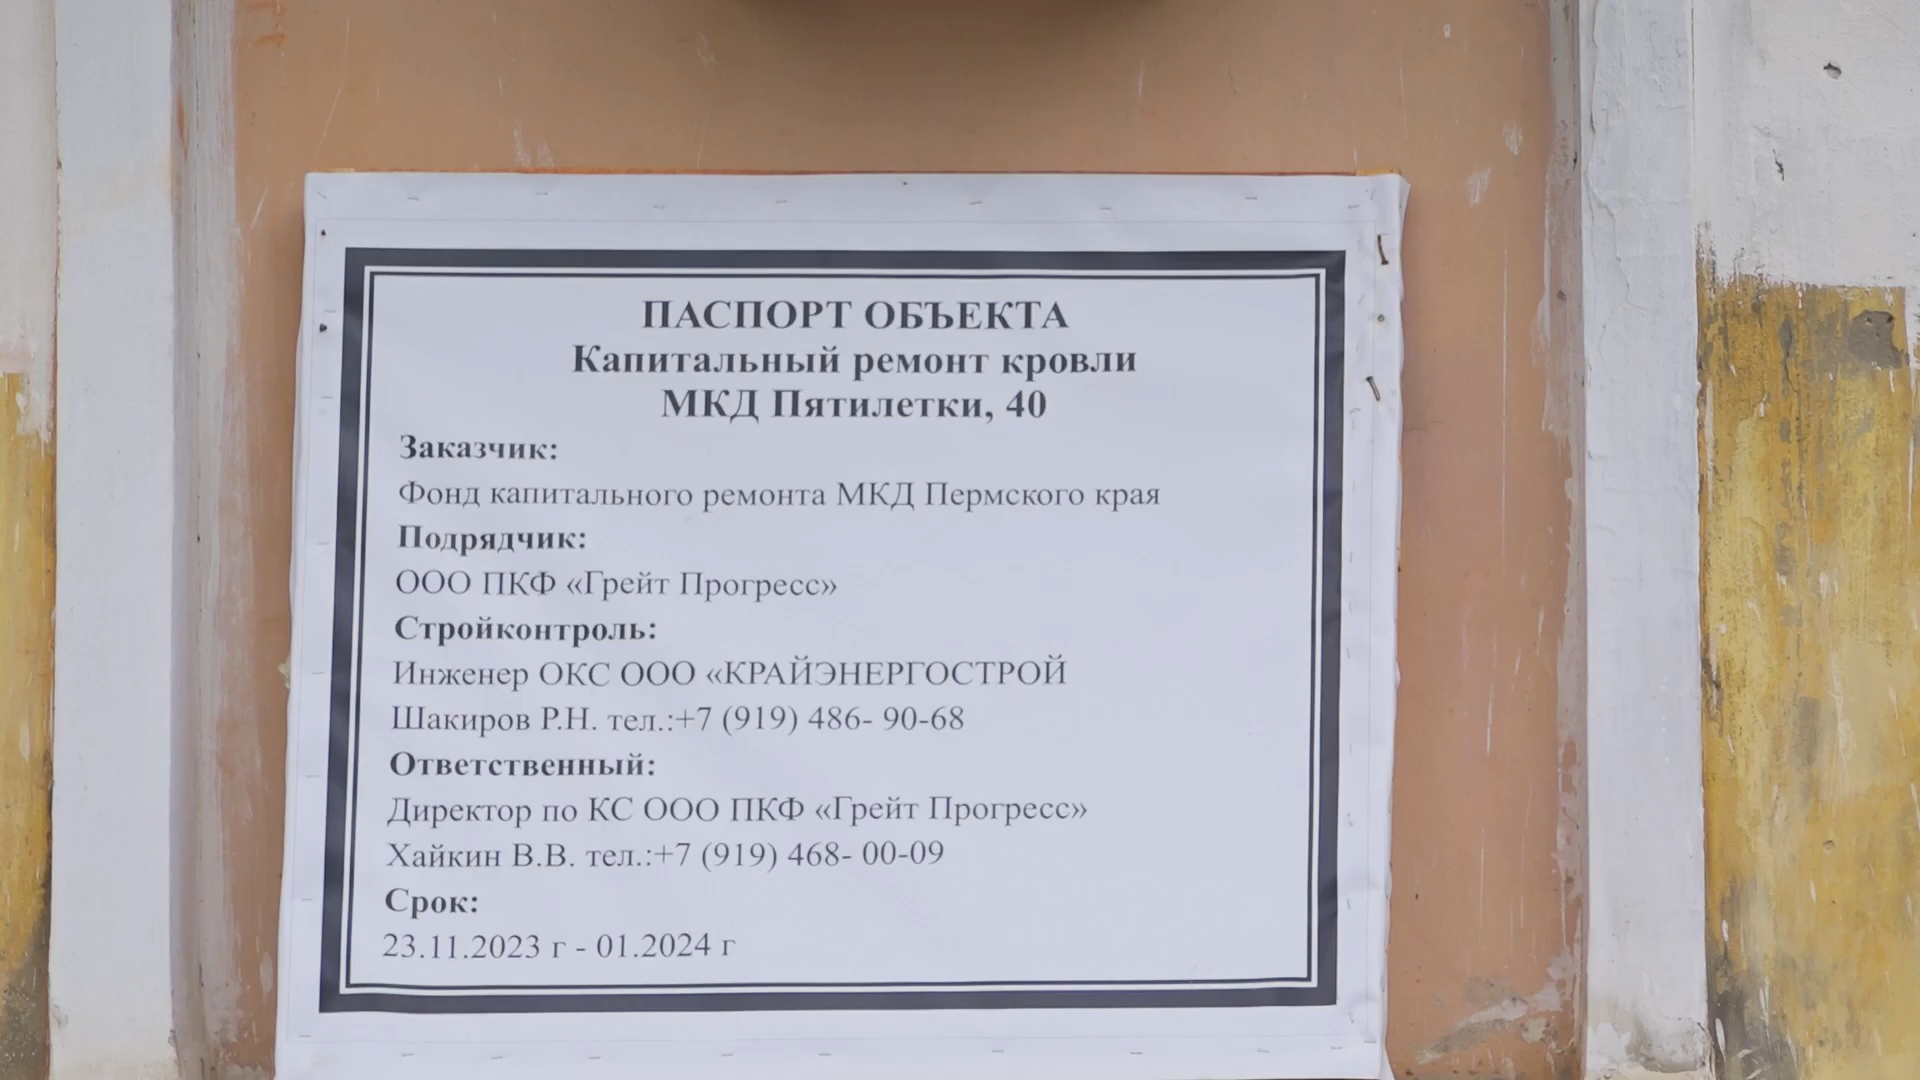 ПАСПОРТ ОБЪЕКТА
Капитальный ремонт кровли
МКД Пятилетки, 40
Заказчик:
Фонд капитального ремонта МКД Пермского края
Подрядчик:
ООО ПКФ «Грейт Прогресс»
Стройконтроль:
Инженер ОКС ООО «КРАЙЭНЕРГОСТРОЙ
Шакиров Р.Н. тел.:+7 (919) 486- 90-68
Ответственный:
Директор по КС ООО ПКФ «Грейт Прогресс»
Хайкин В.В. тел.:+7 (919) 468- 00-09
Срок:
23.11.2023 г - 01.2024 г